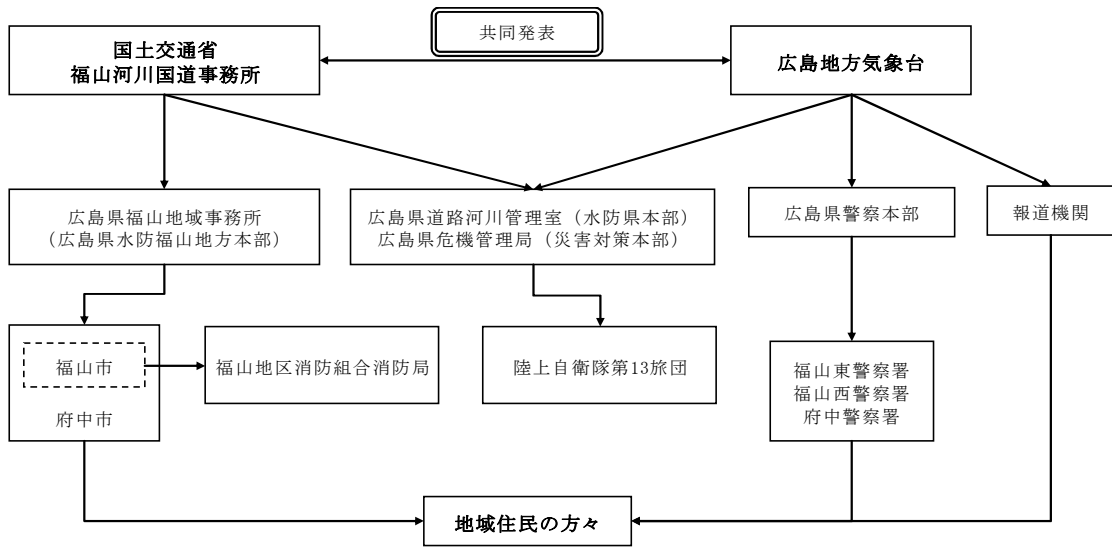 共同発表
国土交通省
福山河川国道事務所
広島地方気象台
広島県福山地域事務所
（広島県水防福山地方本部）
広島県道路河川管理室（水防県本部）
広島県危機管理局（災害対策本部）
広島県警察本部
報道機関
福山市
府中市
福山地区消防組合消防局
陸上自衛隊第13旅団
福山東警察署
福山西警察署
府中警察署
地域住民の方々